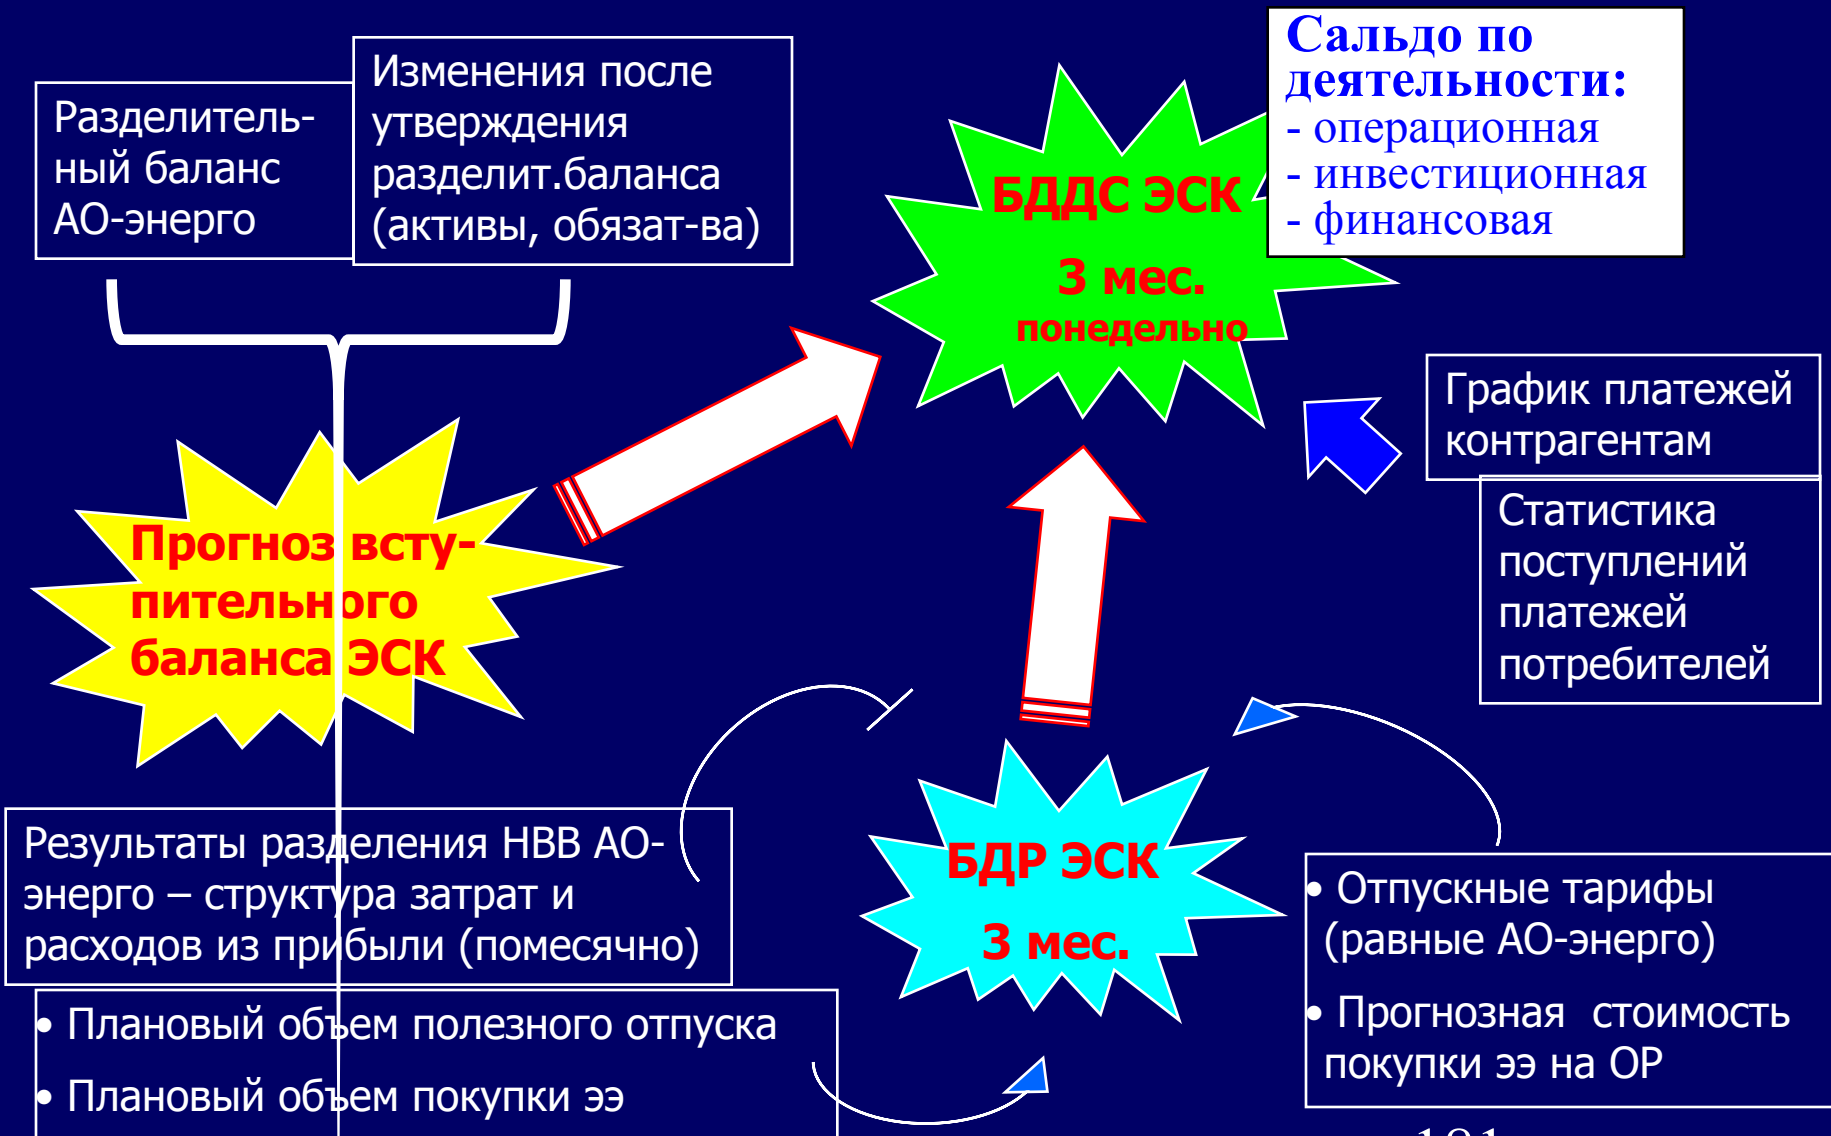 Разделитель-
ный баланс
АО-энерго
Изменения после
утверждения
разделит.баланса
(активы, обязат-ва)
Сальдо по
деятельности:
- операционная
- инвестиционная
- финансовая
БДДС ЭСК
3 мес.
понедельно
График платежей
контрагентам
Статистика
поступлений
платежей
потребителей
Прогноз всту-
пительного
баланса ЭСК
Результаты разделения НВВ АО-
энерго – структура затрат и
расходов из прибыли (помесячно)
• Плановый объем полезного отпуска
• Плановый объем покупки ээ
БДР ЭСК
3 мес.
• Отпускные тарифы
(равные АО-энерго)
• Прогнозная стоимость
покупки ээ на ОР